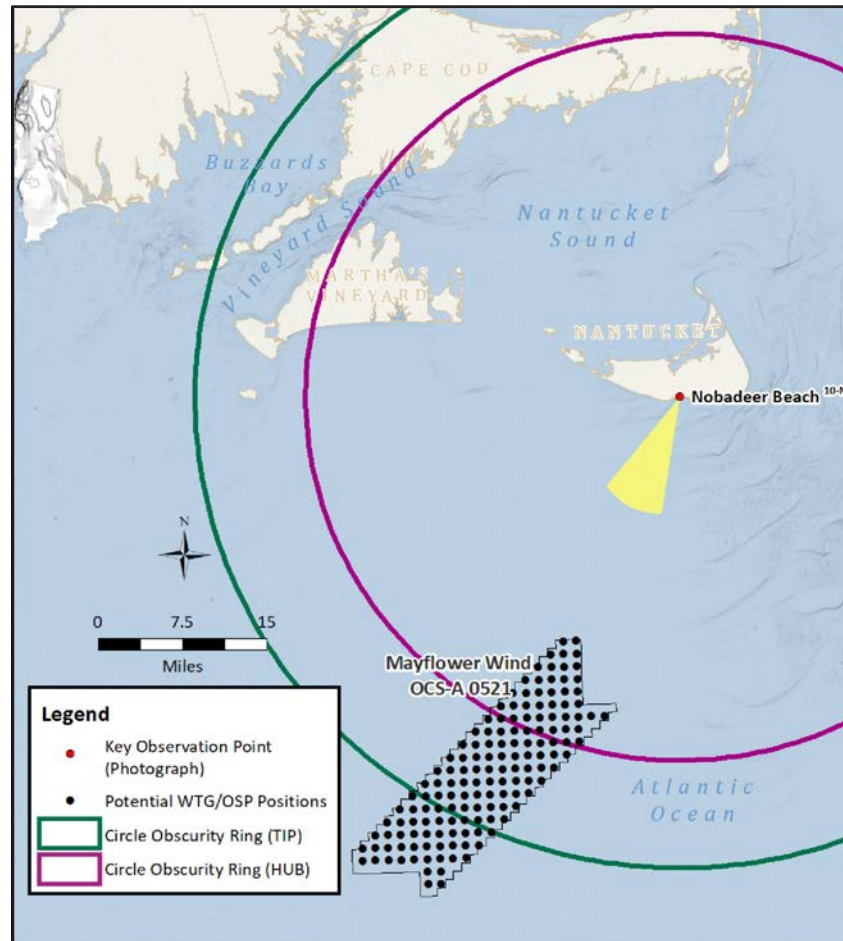 CAPE COD
Buzzards
Bay
Vineyard Sound
Nantucket
Sound
MARTHA'S
VINEYARD
NANTUCKET
Nobadeer Beach
N
0 7.5 15
Miles
Mayflower Wind
OCS-A 0521
Atlantic
Ocean
Legend
Key Observation Point
(Photograph)
Potential WTG/OSP Positions
Circle Obscurity Ring (TIP)
Circle Obscurity Ring (HUB)